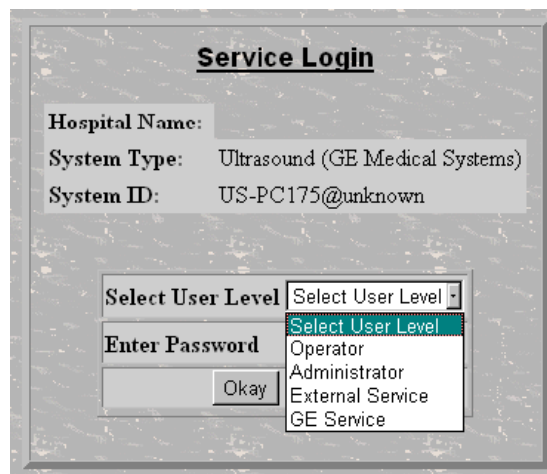 Service Login
Hospital Name:
System Type: Ultrasound (GE Medical Systems)
System ID: US-PC175@unknown
Select User Level Select User Level
Select User Level
Enter Password
Operator
Administrator
Okay
External Service
GE Service